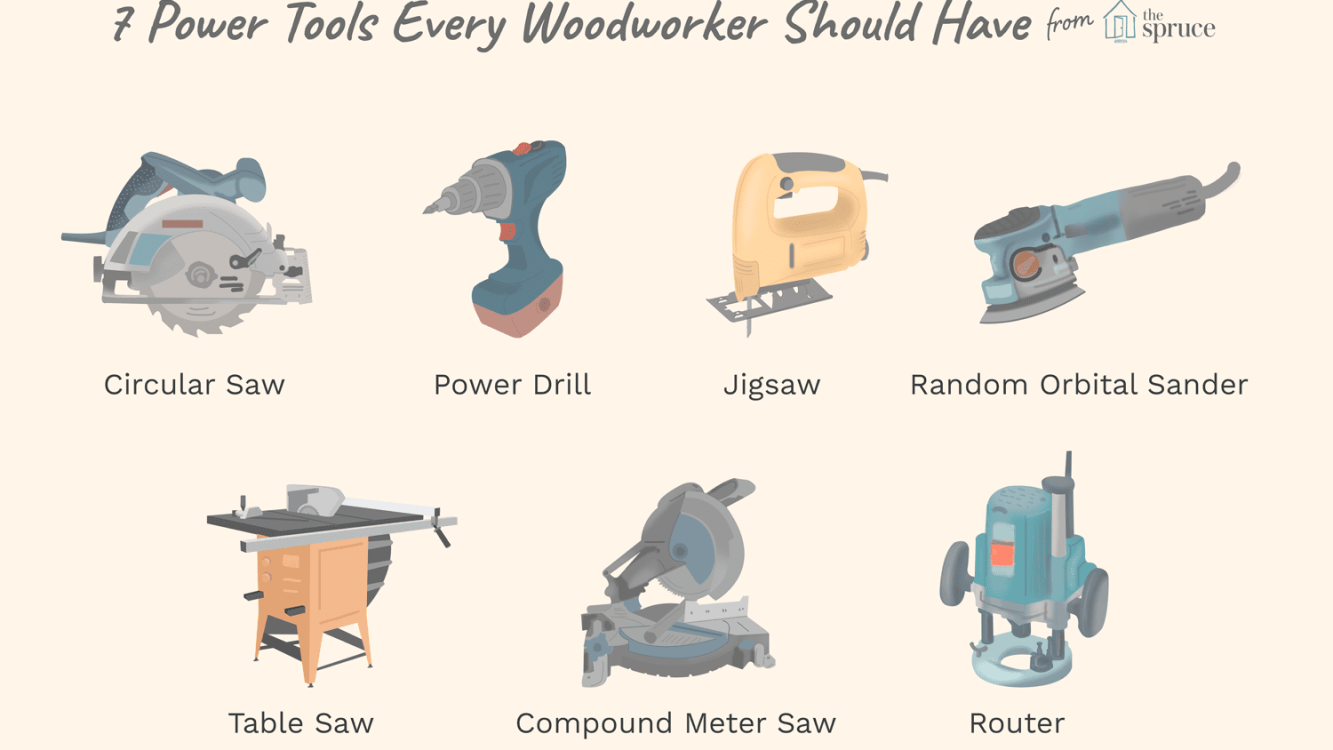 7 Power Tools Every Woodworker Should Have from the spruce
Circular Saw
Power Drill
Jigsaw
Random Orbital Sander
Table Saw
Compound Meter Saw
Router